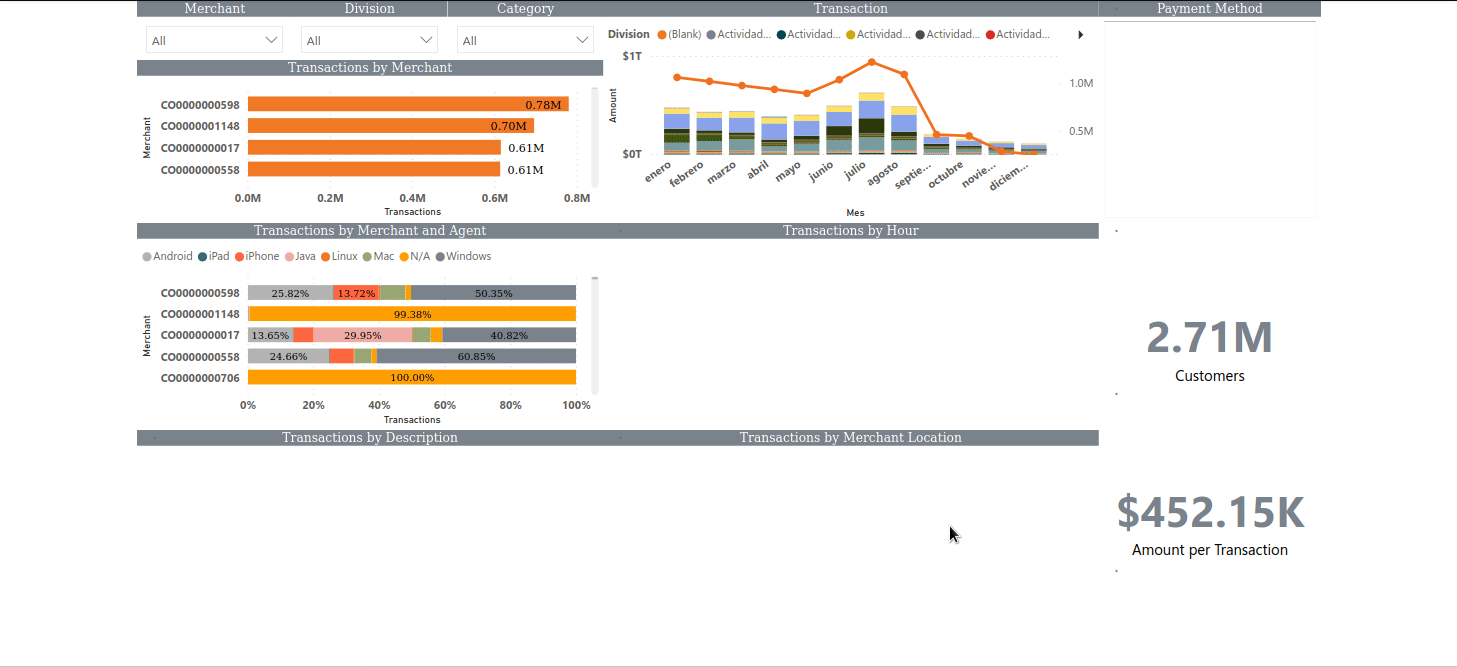 Merchant
Division
Category
All
All
All
Transactions by Merchant
Merchant
CO0000000598
0.78M
CO0000001148
0.70M
CO0000000017
0.61M
CO0000000558
0.61M
0.0M 0.2M 0.4M 0.6M 0.8M
Transactions
Transaction
Division (Blank) Actividad... Actividad... Actividad... Actividad... Actividad...
Amount
$1T
$0T
1.0M
0.5M
enero febrero marzo abril mayo junio julio agosto septie... octubre novie... diciem...
Mes
Payment Method
Transactions by Merchant and Agent
Android iPad iPhone Java Linux Mac N/A Windows
Merchant
CO0000000598 25.82% 13.72% 50.35%
CO0000001148 99.38%
CO0000000017 13.65% 29.95% 40.82%
CO0000000558 24.66% 60.85%
CO0000000706 100.00%
0% 20% 40% 60% 80% 100%
Transactions
Transactions by Hour
2.71M
Customers
Transactions by Description
Transactions by Merchant Location
$452.15K
Amount per Transaction